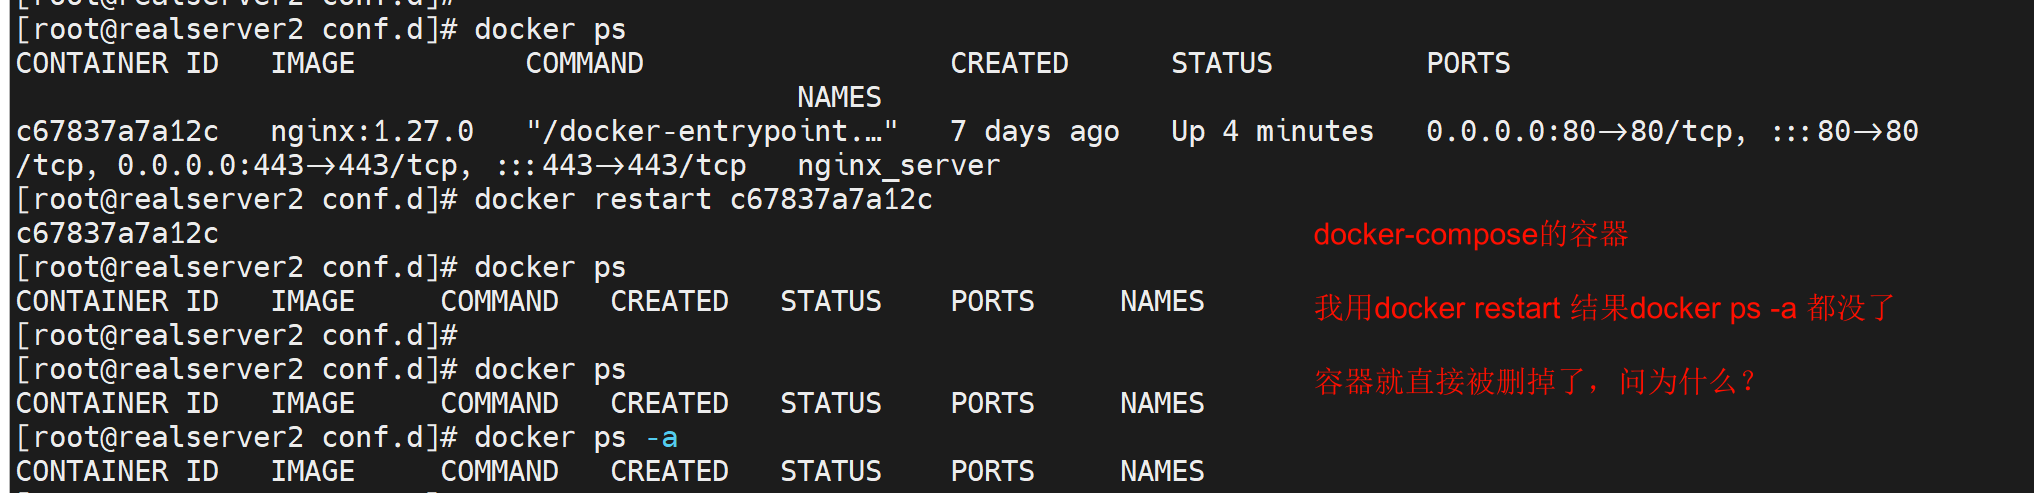 [root@realserver2 conf.d]#
[root@realserver2 conf.d]# docker ps
CONTAINER ID   IMAGE          COMMAND                  CREATED      STATUS         PORTS
NAMES
c67837a7a12c   nginx:1.27.0   "/docker-entrypoint.…"   7 days ago   Up 4 minutes   0.0.0.0:80->80/tcp, :::80->80
/tcp, 0.0.0.0:443->443/tcp, :::443->443/tcp   nginx_server
[root@realserver2 conf.d]# docker restart c67837a7a12c
c67837a7a12c
docker-compose的容器
[root@realserver2 conf.d]# docker ps
CONTAINER ID   IMAGE     COMMAND   CREATED   STATUS    PORTS     NAMES
我用docker restart 结果docker ps -a 都没了
[root@realserver2 conf.d]#
[root@realserver2 conf.d]# docker ps
容器就直接被删掉了，问为什么？
CONTAINER ID   IMAGE     COMMAND   CREATED   STATUS    PORTS     NAMES
[root@realserver2 conf.d]# docker ps -a
CONTAINER ID   IMAGE     COMMAND   CREATED   STATUS    PORTS     NAMES